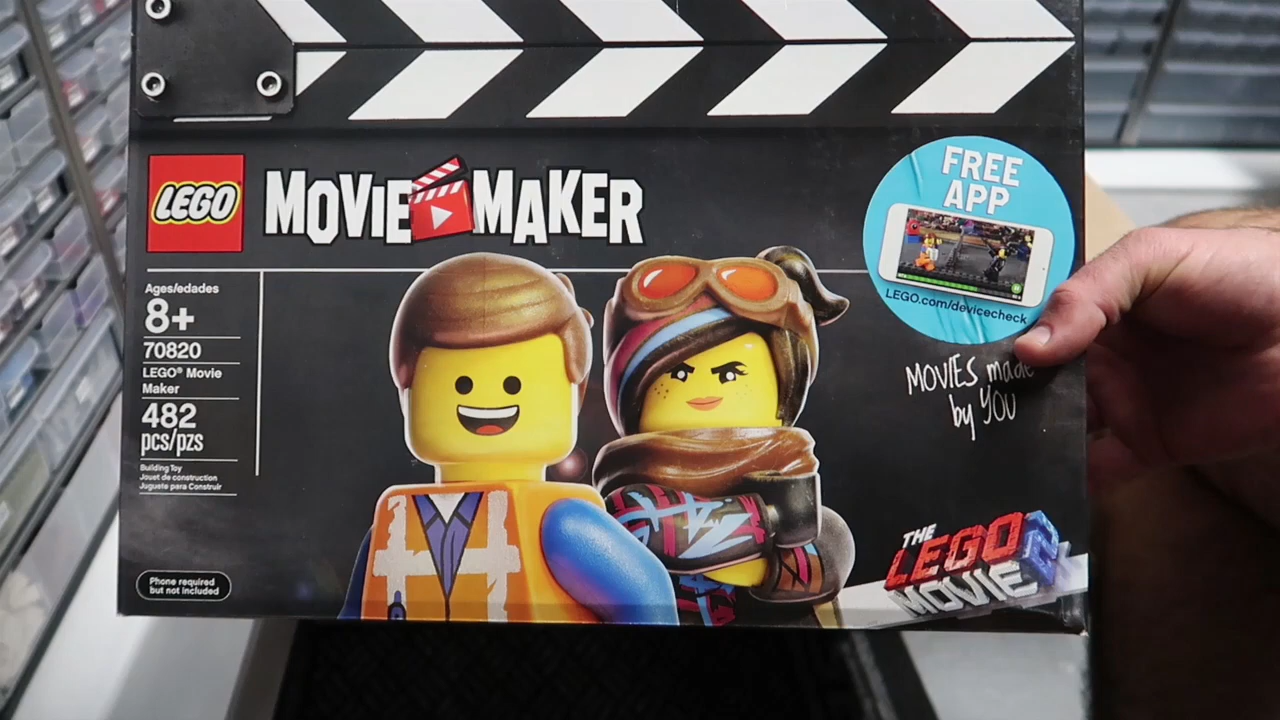 LEGO
MOVIE MAKER
FREE
APP
LEGO.com/devicecheck
Ages/edades
8+
70820
LEGO® Movie
Maker
482
pcs/pzs
Building Toy
Jouet de construction
Juguete para Construir
Phone required
but not included
MOVIES made
by YOU
THE
LEGO
MOVIE 2